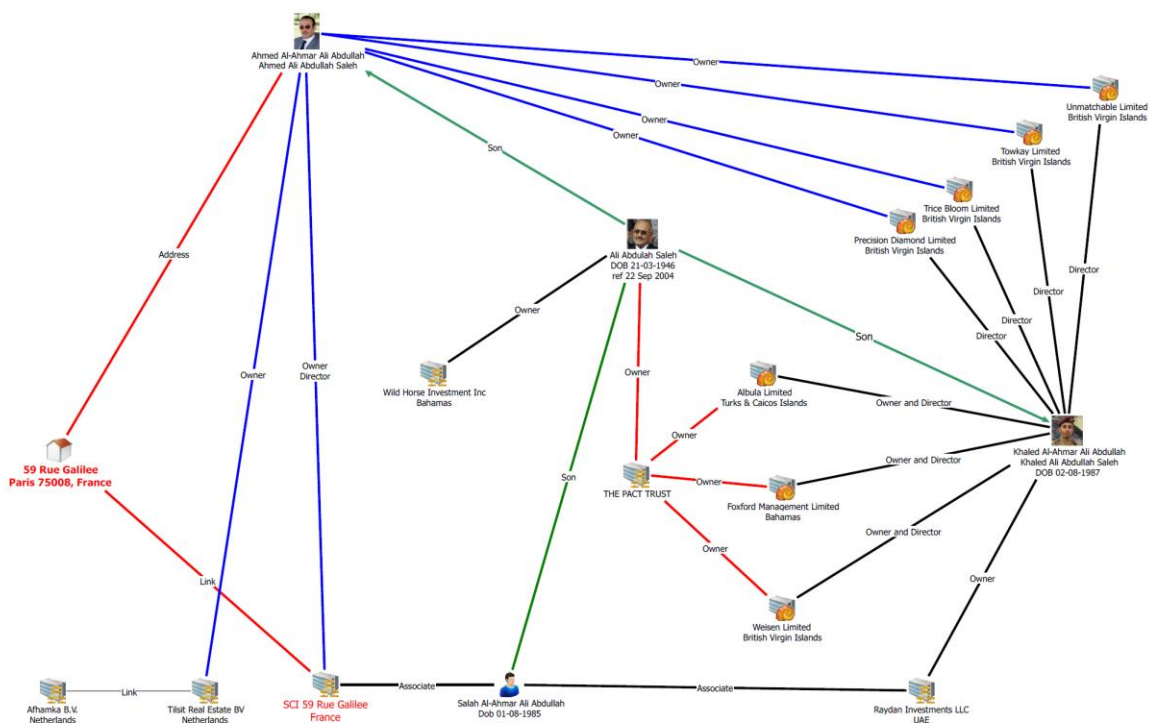 Ahmed Al-Ahmar Ali Abdullah
Ahmed Ali Abdullah Saleh
Owner
Owner
Owner
Owner
Unmatchable Limited
British Virgin Islands
Towkay Limited
British Virgin Islands
Son
Trice Bloom Limited
British Virgin Islands
Precision Diamond Limited
British Virgin Islands
Address
Ali Abdulah Saleh
DOB 21-03-1946
ref 22 Sep 2004
Director
Director
Director
Director
Owner
Son
Owner
Owner
Director
Owner
Wild Horse Investment Inc
Bahamas
Albula Limited
Turks & Caicos Islands
Owner and Director
Owner
Khaled Al-Ahmar Ali Abdullah
Khaled Ali Abdullah Saleh
DOB 02-08-1987
59 Rue Galilee
Paris 75008, France
Son
THE PACT TRUST
Owner
Owner and Director
Foxford Management Limited
Bahamas
Owner and Director
Owner
Link
Weisen Limited
British Virgin Islands
Owner
Afhamka B.V.
Netherlands
Link
Tilsit Real Estate BV
Netherlands
SCI 59 Rue Galilee
France
Associate
Salah Al-Ahmar Ali Abdullah
Dob 01-08-1985
Associate
Raydan Investments LLC
UAE